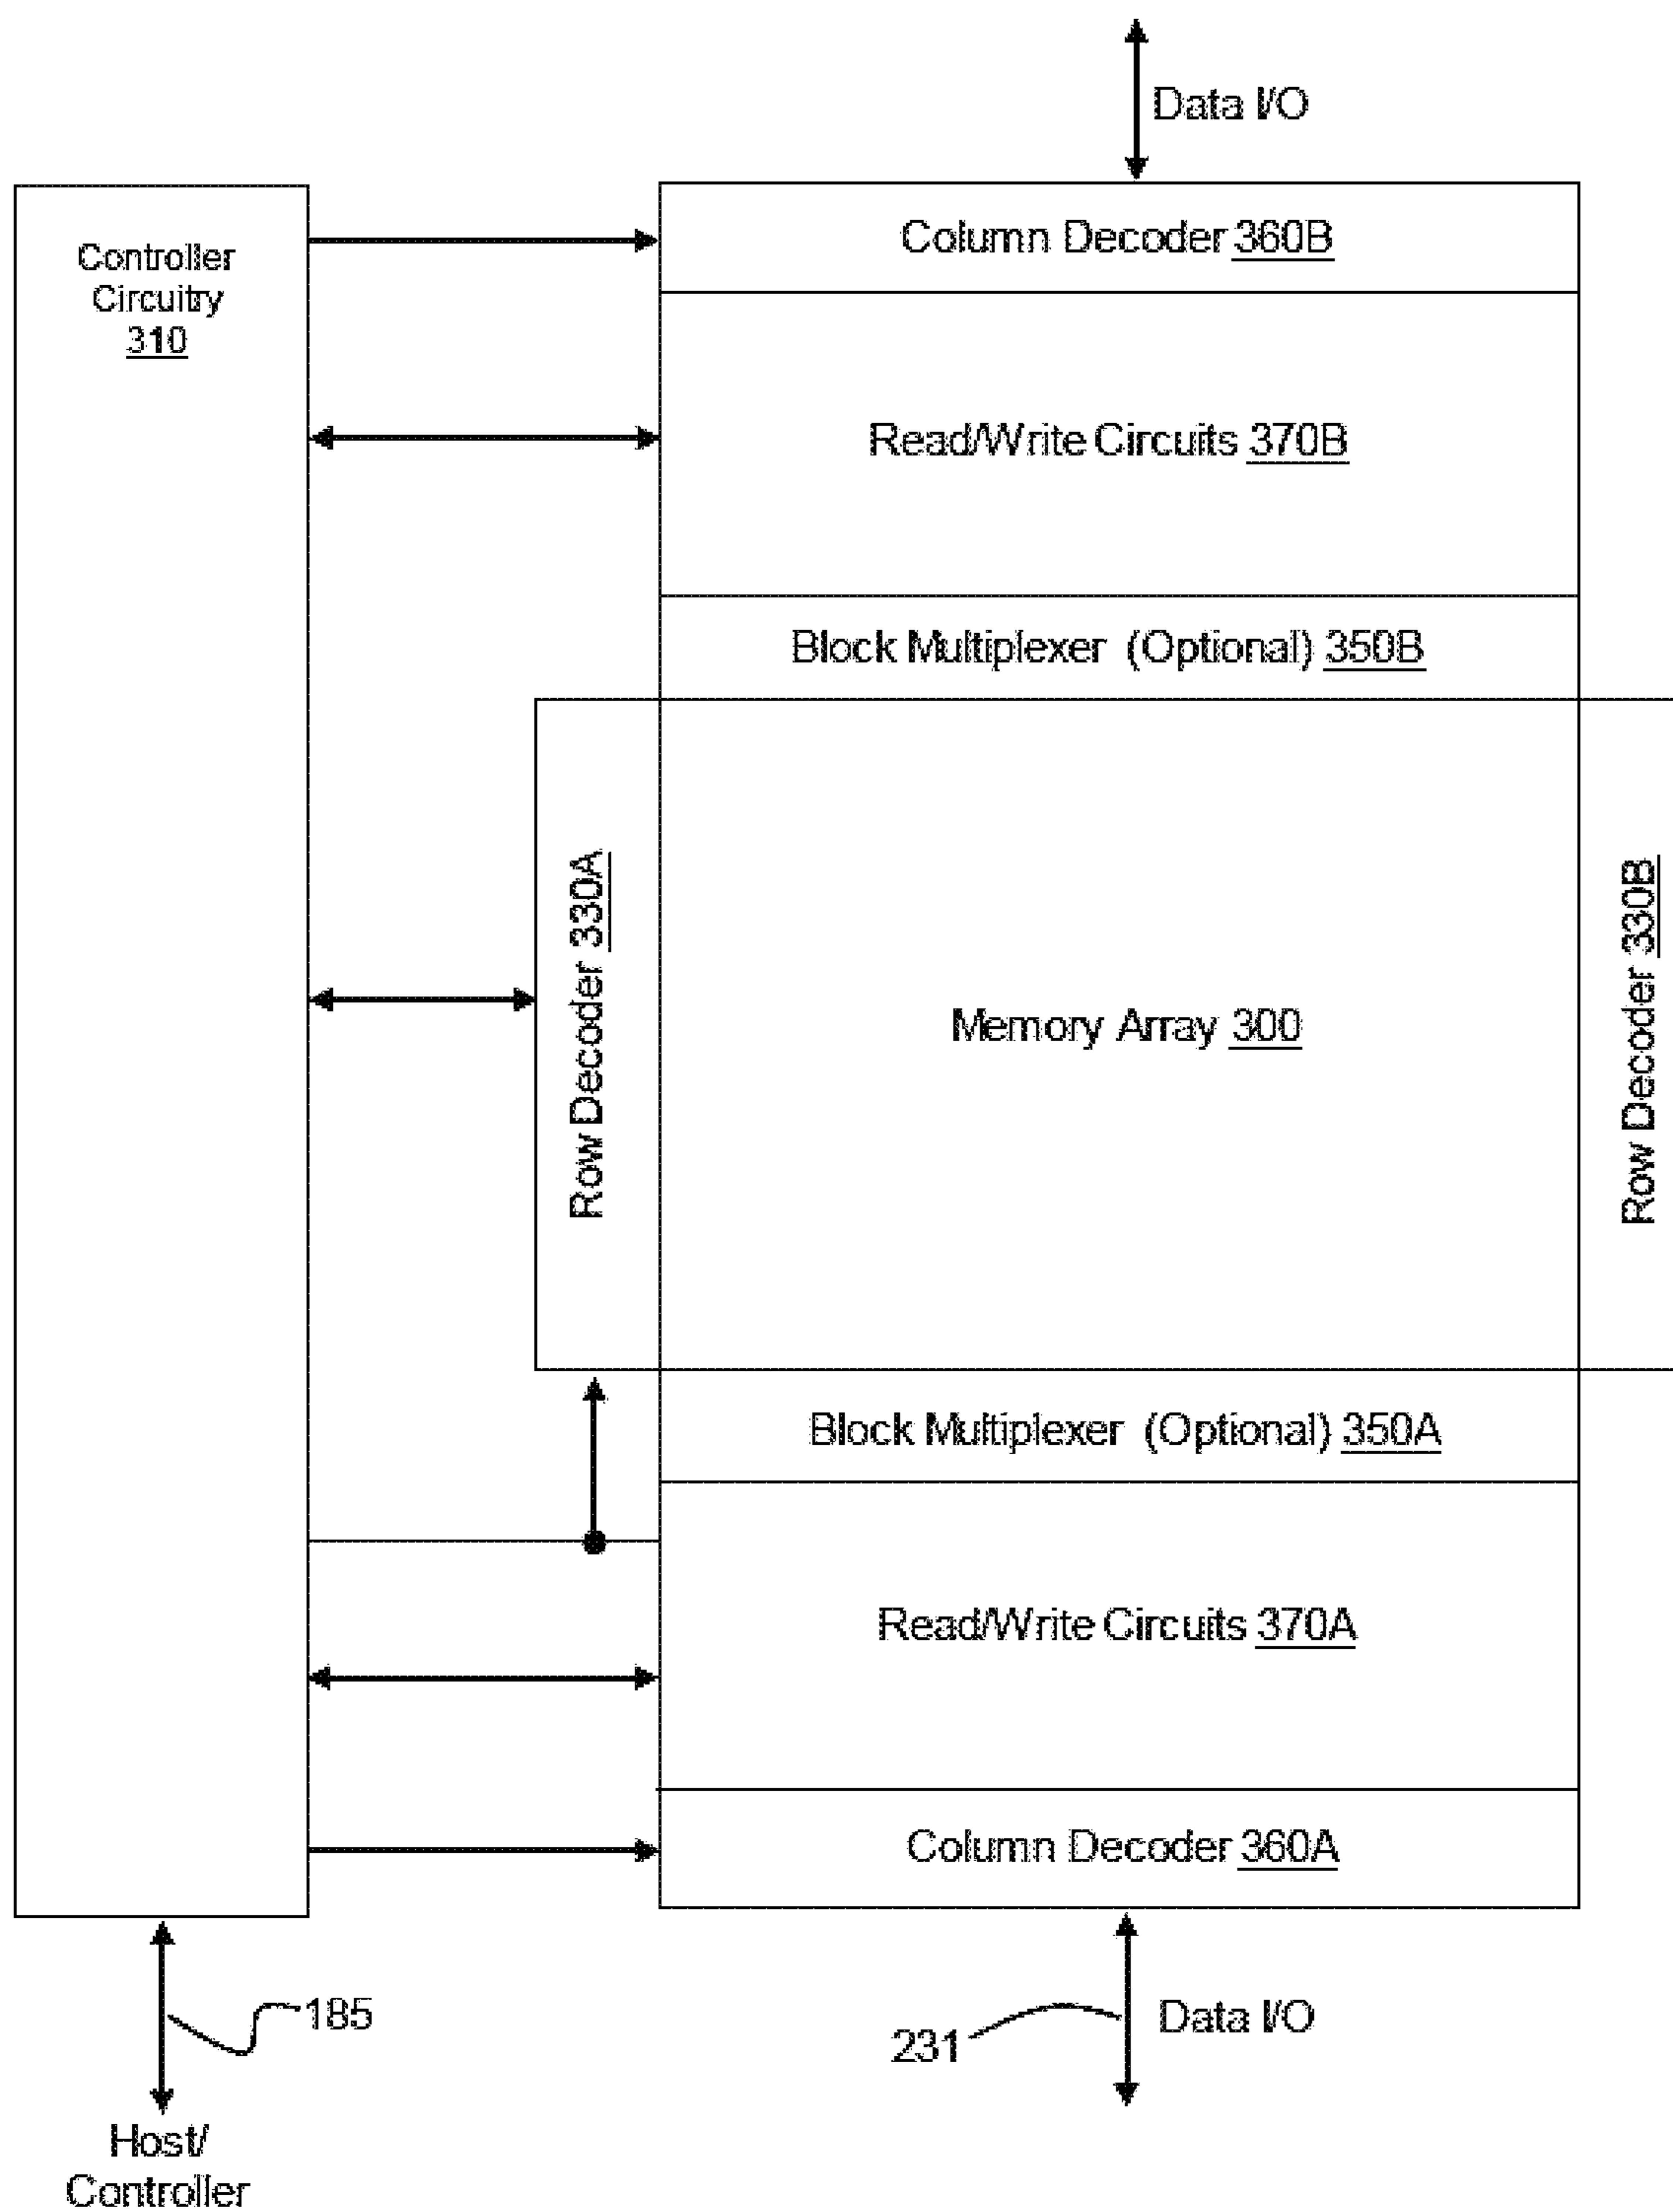 Data I/O
Controller
Circuitry
310
Column Decoder 360B
Read/Write Circuits 370B
Block Multiplexer (Optional) 350B
Row Decoder 330A
Memory Array 300
Row Decoder 330B
Block Multiplexer (Optional) 350A
Read/Write Circuits 370A
Column Decoder 360A
185
231
Data I/O
Host/
Controller